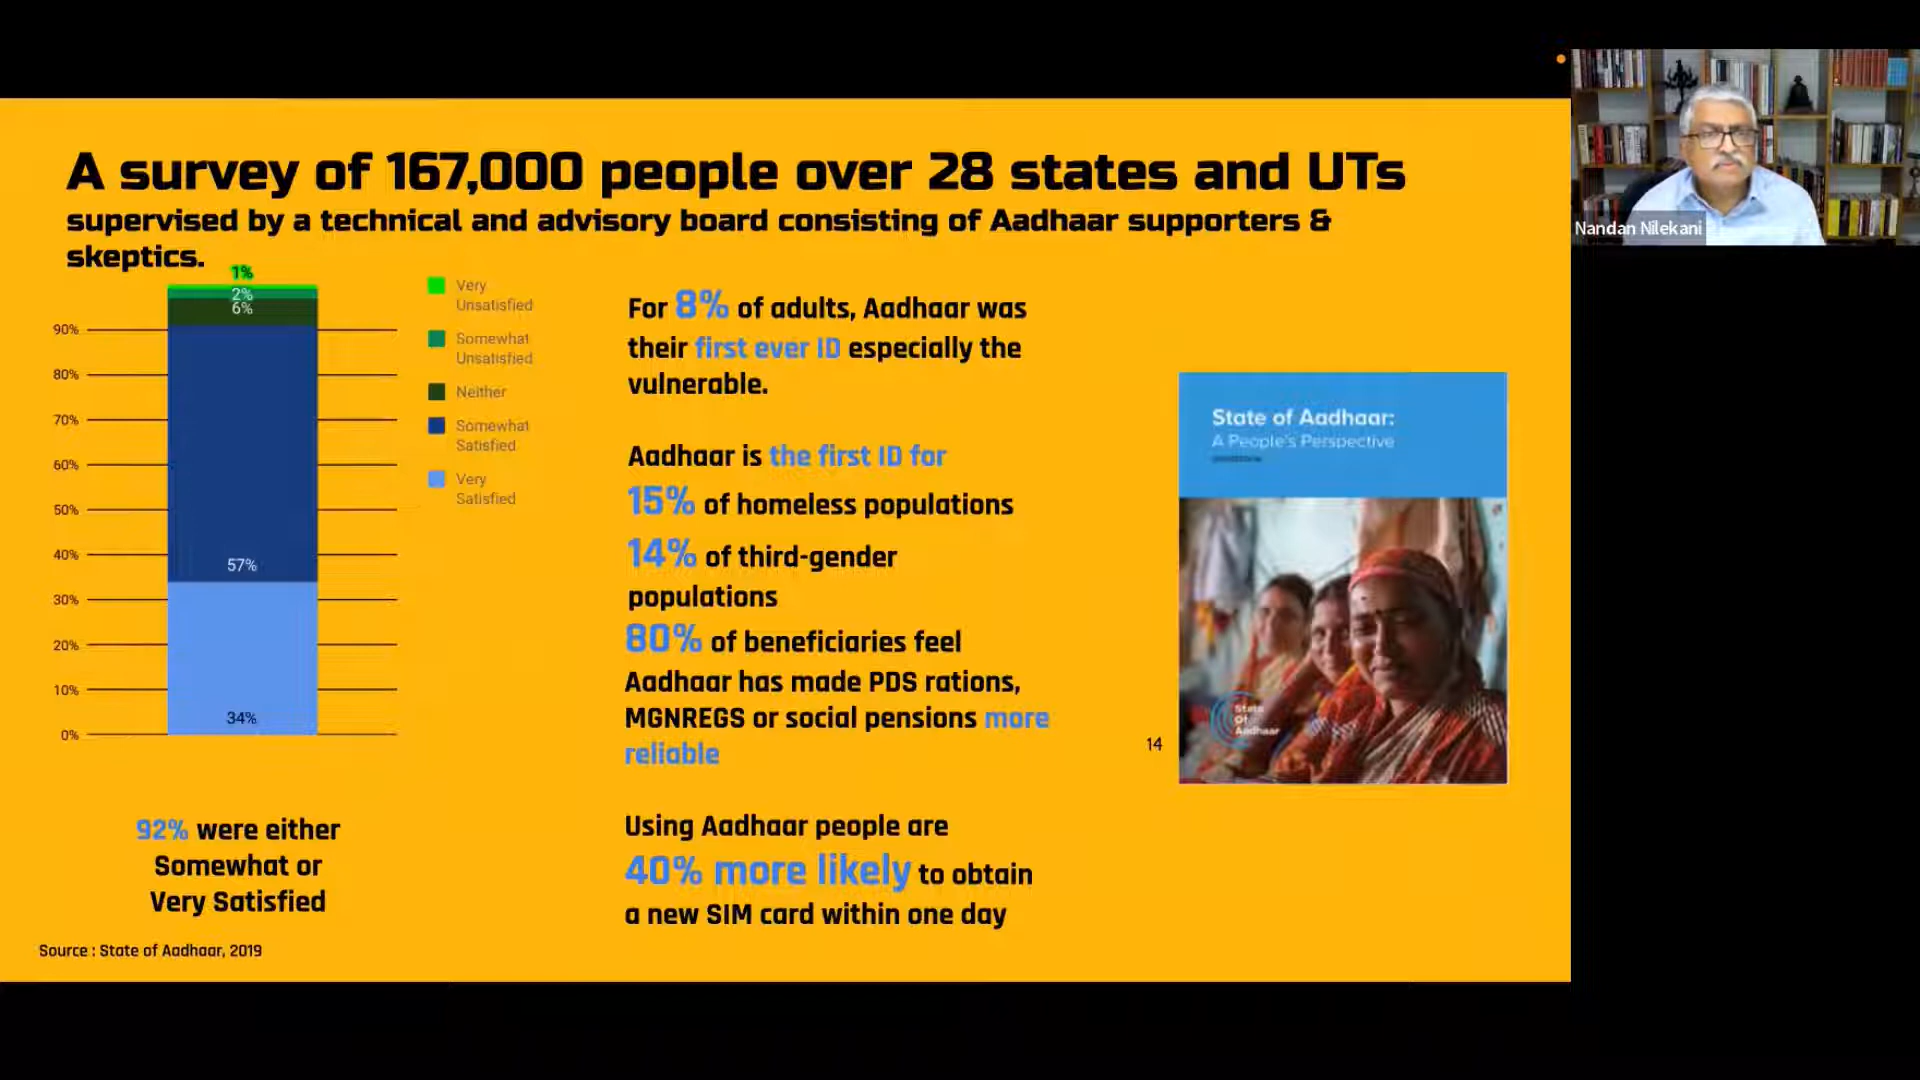 A survey of 167,000 people over 28 states and UTs
supervised by a technical and advisory board consisting of Aadhaar supporters &
skeptics.
1%
2%
6%
90%
80%
70%
60%
50%
40%
57%
30%
20%
10%
34%
0%
Very
Unsatisfied
Somewhat
Unsatisfied
Neither
Somewhat
Satisfied
Very
Satisfied
92% were either
Somewhat or
Very Satisfied
Source : State of Aadhaar, 2019
For 8% of adults, Aadhaar was
their first ever ID especially the
vulnerable.
Aadhaar is the first ID for
15% of homeless populations
14% of third-gender
populations
80% of beneficiaries feel
Aadhaar has made PDS rations,
MGNREGS or social pensions more
reliable
Using Aadhaar people are
40% more likely to obtain
a new SIM card within one day
14
State of Aadhaar:
A People's Perspective
State
Of
Aadhaar
Nandan Nilekani